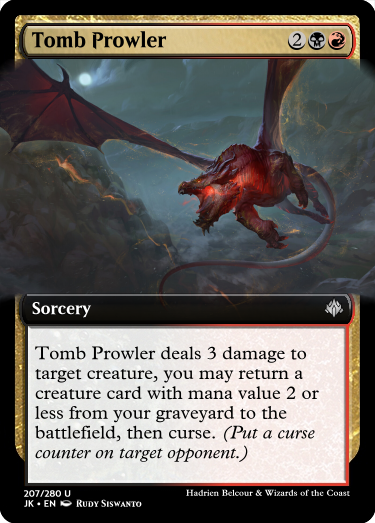 Tomb Prowler 2
Sorcery
Tomb Prowler deals 3 damage to
target creature, you may return a
creature card with mana value 2 or
less from your graveyard to the
battlefield, then curse. (Put a curse
counter on target opponent.)
207/280 U
JK • EN Rudy Siswanto
Hadrien Belcour & Wizards of the Coast